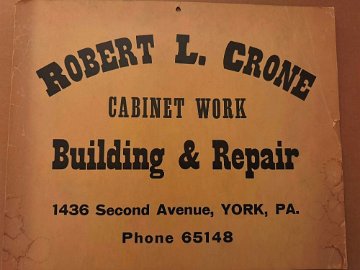 ROBERT L. CRONE
CABINET WORK
Building & Repair
1436 Second Avenue, YORK, PA.
Phone 65148